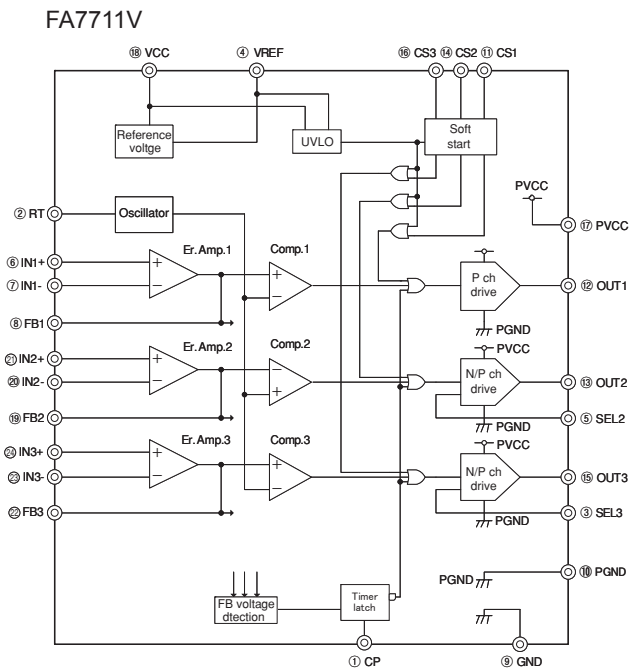 FA7711V
⑱ VCC
④ VREF
⑯ CS3 ⑭ CS2 ⑪ CS1
Reference
voltge
UVLO
Soft
start
PVCC
② RT
Oscillator
⑰ PVCC
⑥ IN1+
⑦ IN1-
Er.Amp.1
Comp.1
+
−
+
−
P ch
drive
⑫ OUT1
⑧ FB1
PGND
PVCC
㉑ IN2+
⑳ IN2-
Er.Amp.2
Comp.2
+
−
−
+
N/P ch
drive
⑬ OUT2
⑲ FB2
⑤ SEL2
PGND
PVCC
㉔ IN3+
㉓ IN3-
Er.Amp.3
Comp.3
+
−
+
−
N/P ch
drive
⑮ OUT3
㉒ FB3
③ SEL3
PGND
PGND
⑩ PGND
FB voltage
dtection
Timer
latch
① CP
⑨ GND